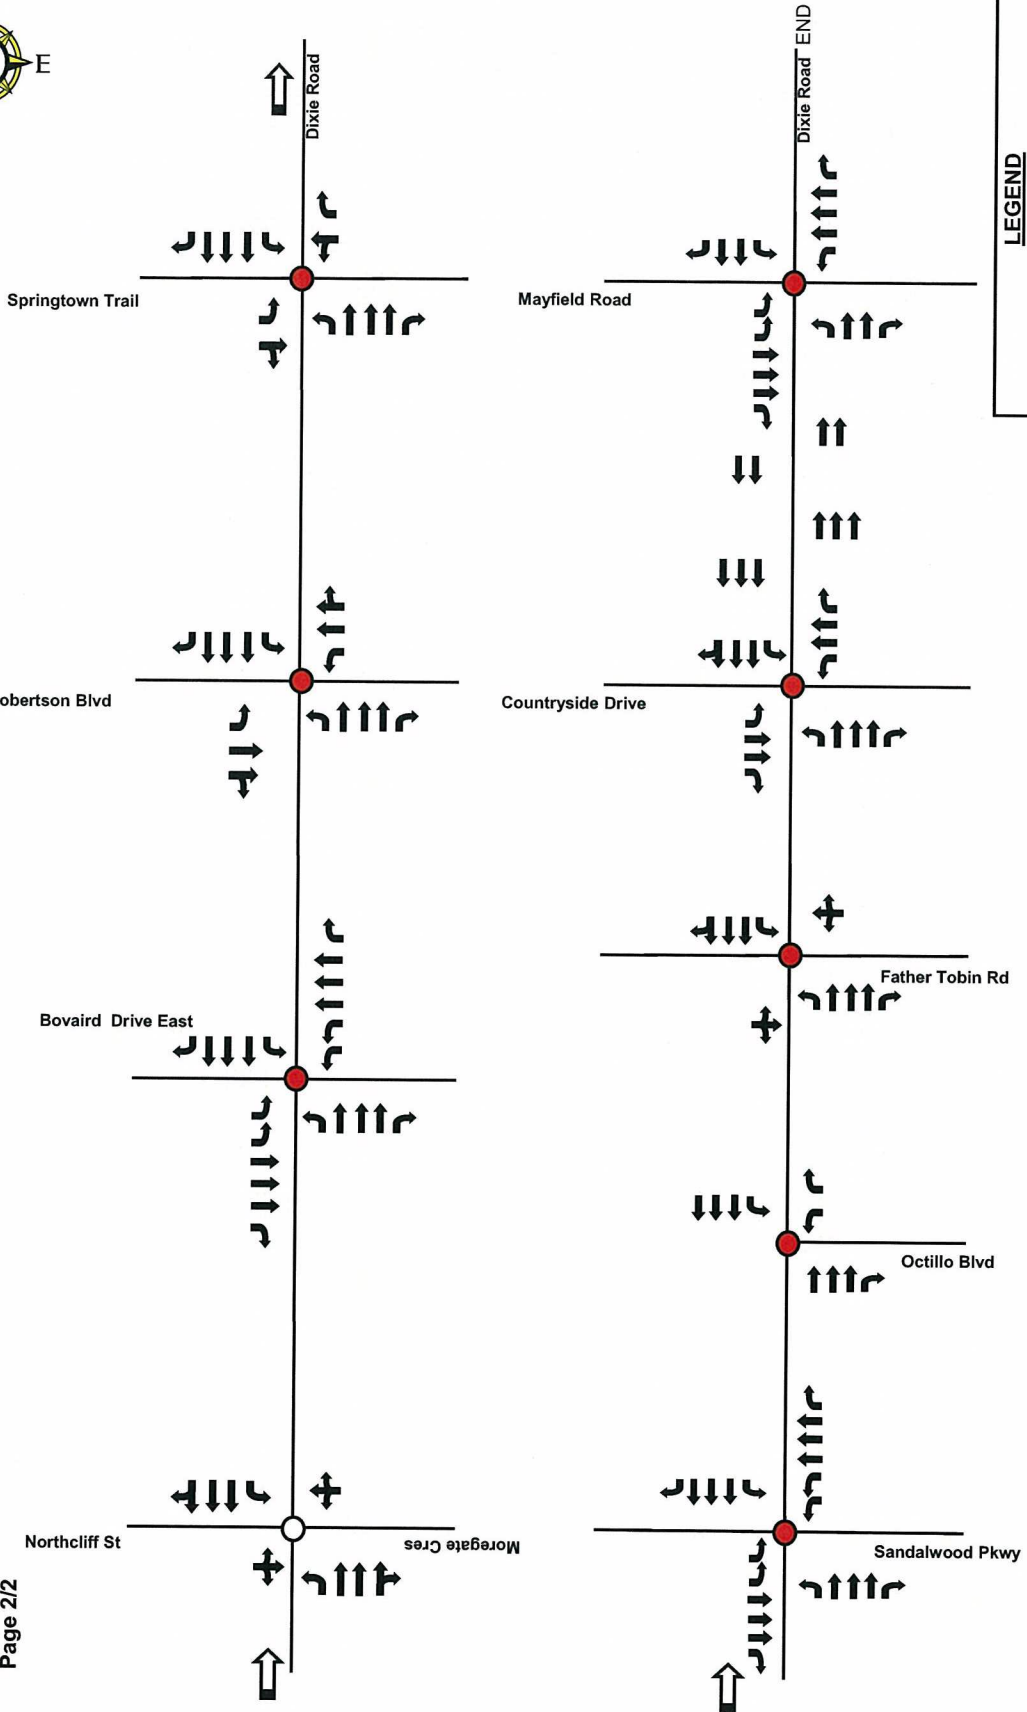 E
Dixie Road
Springtown Trail
obertson Blvd
Bovaird Drive East
Northcliff St
Moregate Cres
Page 2/2
Dixie Road END
Mayfield Road
Countryside Drive
Father Tobin Rd
Octillo Blvd
Sandalwood Pkwy
LEGEND